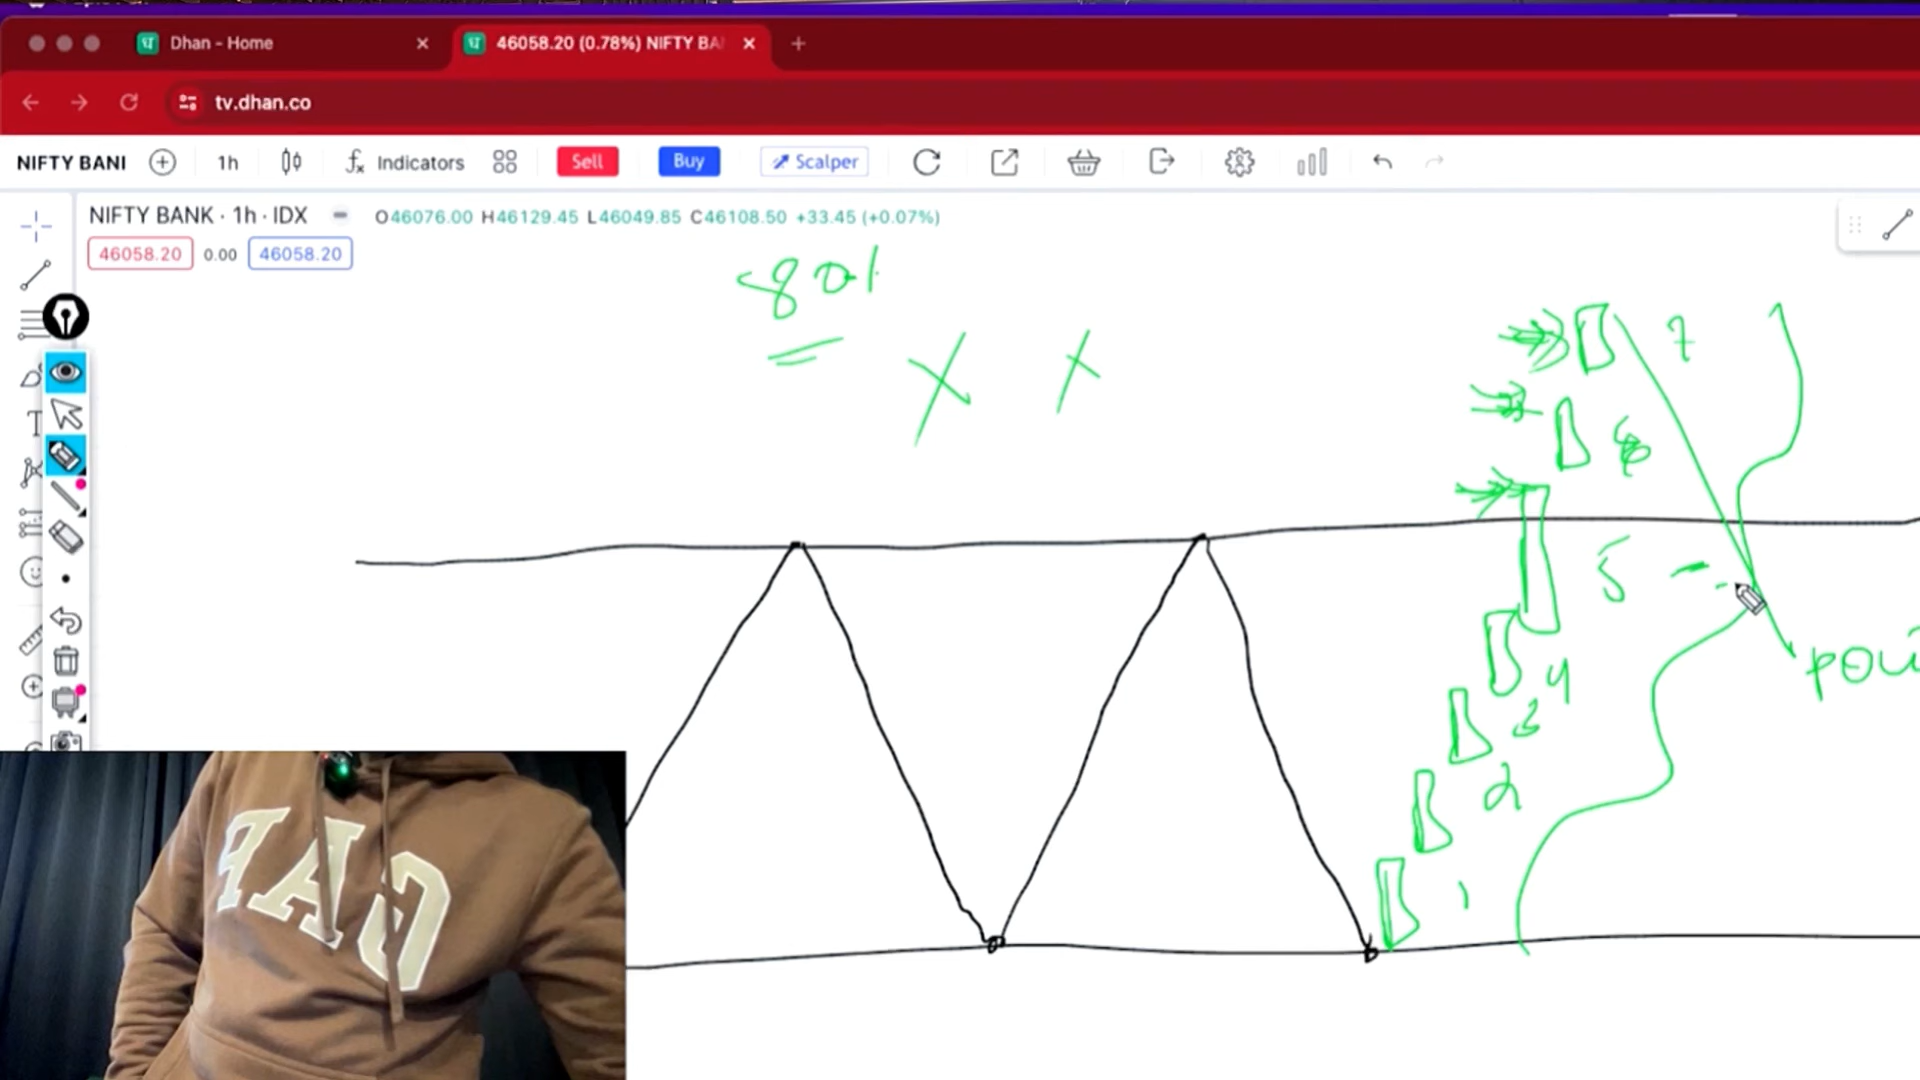 Dhan - Home
46058.20 (0.78%) NIFTY BA
tv.dhan.co
NIFTY BANI 1h Indicators Sell Buy Scalper
NIFTY BANK · 1h · IDX O46076.00 H46129.45 L46049.85 C46108.50 +33.45 (+0.07%)
46058.20 0.00 46058.20
7
5
4
3
2
1
GAP